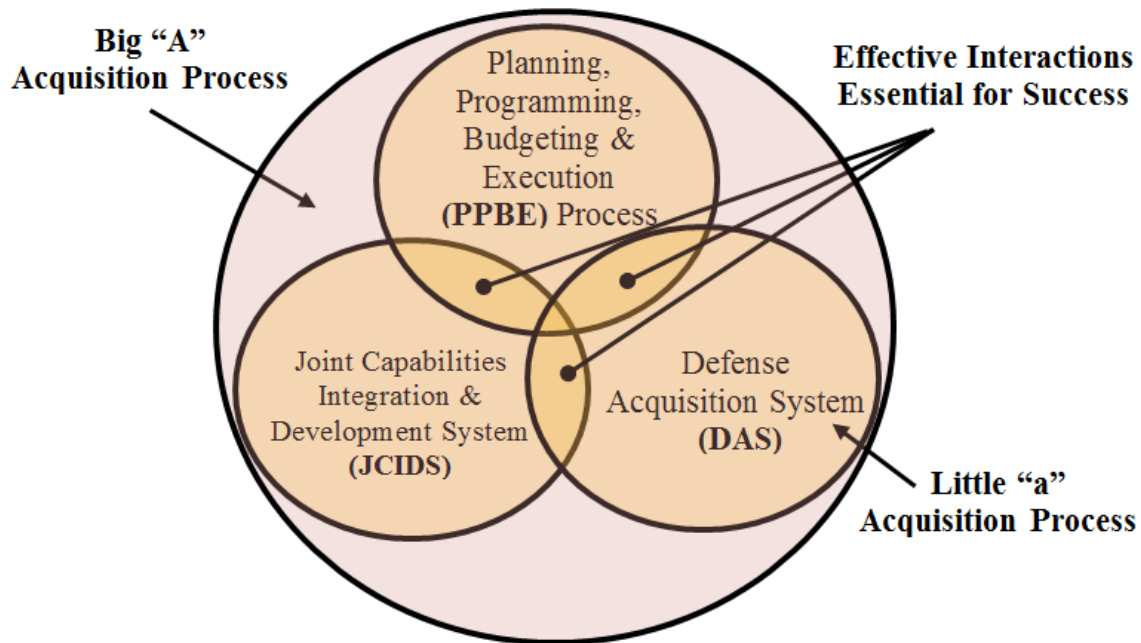 Big “A”
Acquisition Process
Planning,
Programming,
Budgeting &
Execution
(PPBE) Process
Effective Interactions
Essential for Success
Joint Capabilities
Integration &
Development System
(JCIDS)
Defense
Acquisition System
(DAS)
Little “a”
Acquisition Process